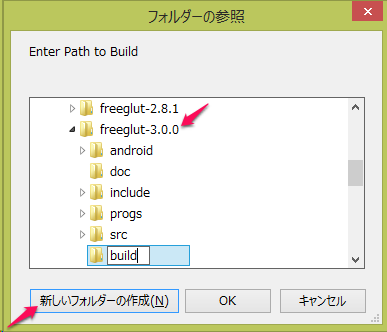 フォルダーの参照
Enter Path to Build
freeglut-2.8.1
freeglut-3.0.0
android
doc
include
progs
src
build
新しいフォルダーの作成(N) OK キャンセル